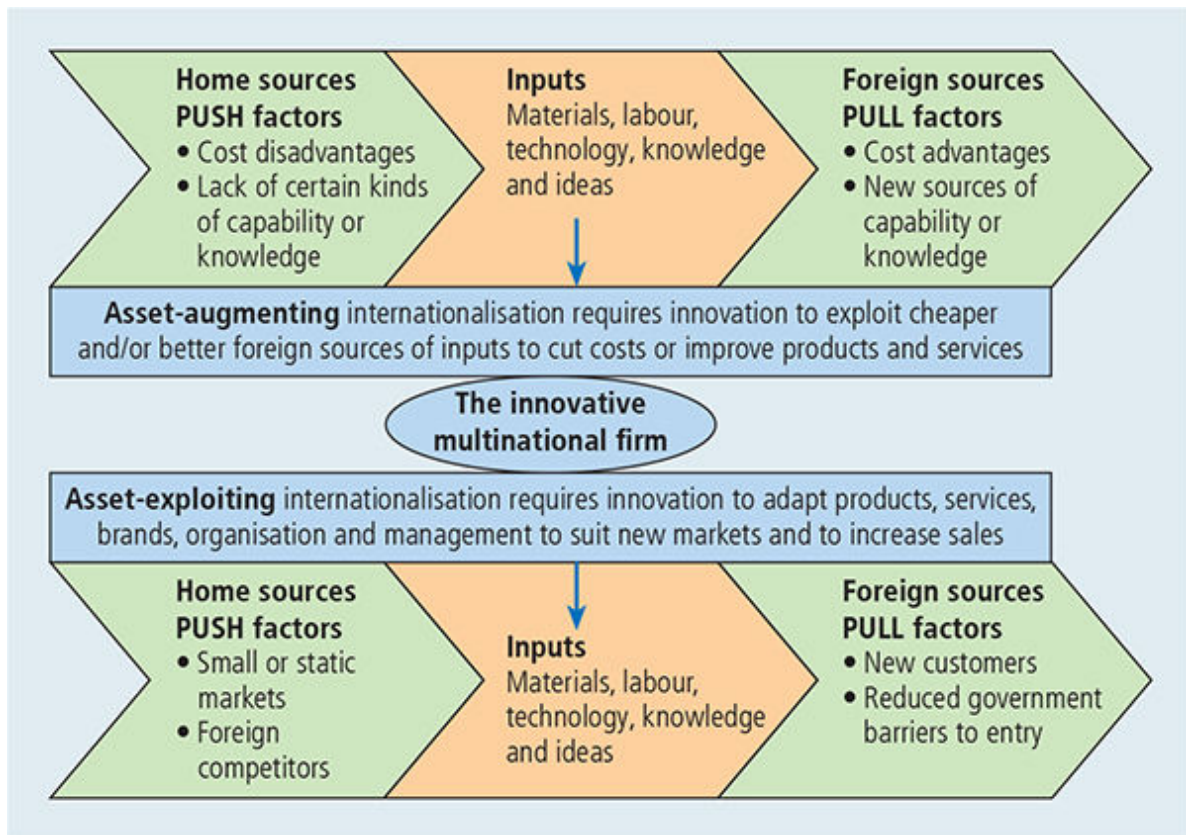 Home sources
PUSH factors
• Cost disadvantages
• Lack of certain kinds
of capability or
knowledge
Inputs
Materials, labour,
technology, knowledge
and ideas
Foreign sources
PULL factors
• Cost advantages
• New sources of
capability or
knowledge
Asset-augmenting internationalisation requires innovation to exploit cheaper
and/or better foreign sources of inputs to cut costs or improve products and services
The innovative
multinational firm
Asset-exploiting internationalisation requires innovation to adapt products, services,
brands, organisation and management to suit new markets and to increase sales
Home sources
PUSH factors
• Small or static
markets
• Foreign
competitors
Inputs
Materials, labour,
technology, knowledge
and ideas
Foreign sources
PULL factors
• New customers
• Reduced government
barriers to entry